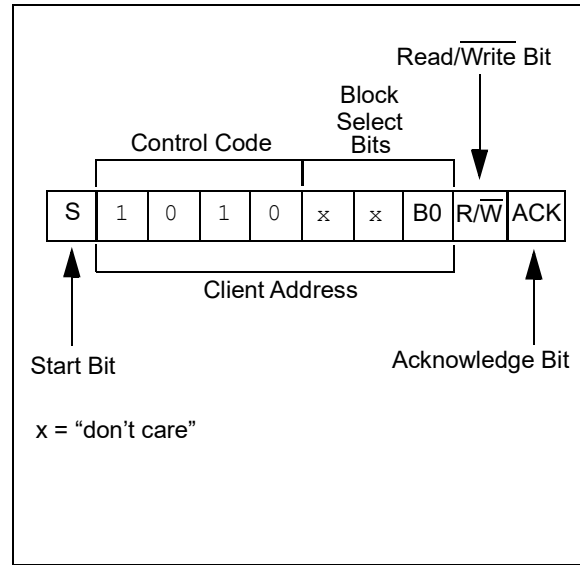 Read/Write Bit
Block
Select
Bits
Control Code
S 1 0 1 0 x x B0 R/W ACK
Client Address
Start Bit
Acknowledge Bit
x = “don’t care”